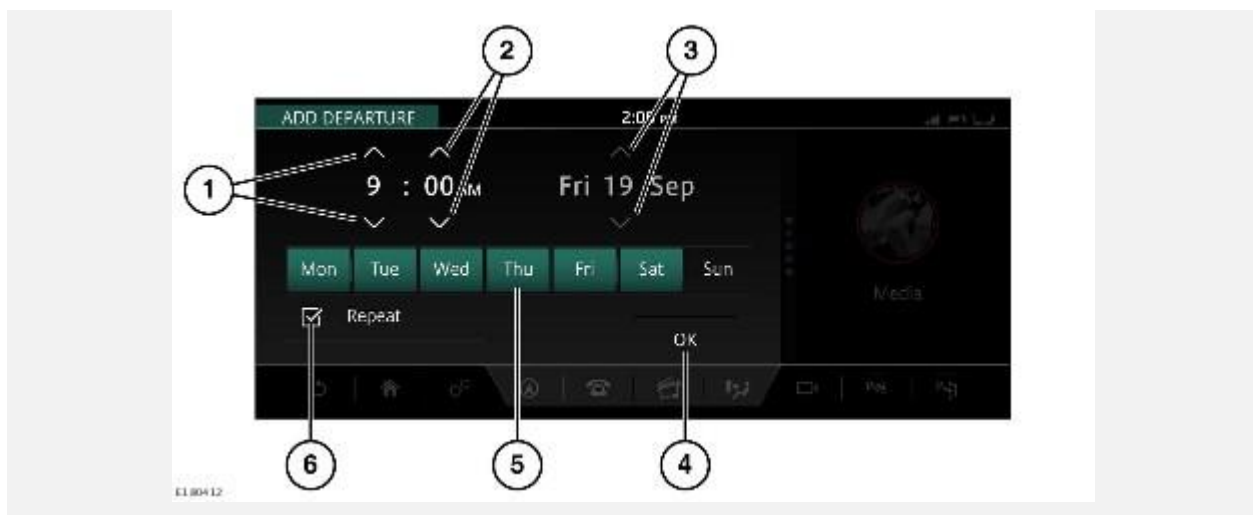 2 3
ADD DEPARTURE 2:05 PM
1 9 : 00 AM Fri 19 Sep
Mon Tue Wed Thu Fri Sat Sun
Media
Repeat
OK
6 5 4
E180412